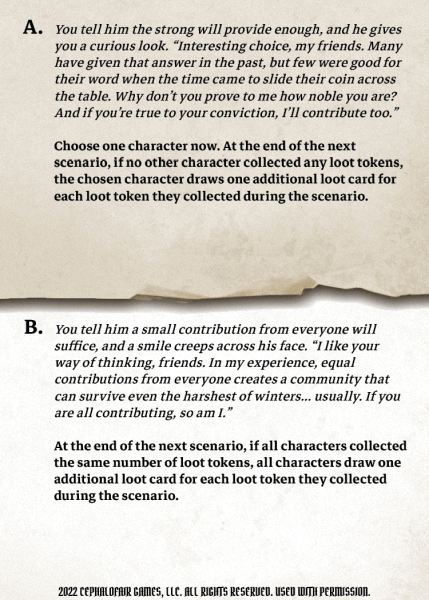 A. You tell him the strong will provide enough, and he gives
you a curious look. “Interesting choice, my friends. Many
have given that answer in the past, but few were good for
their word when the time came to slide their coin across
the table. Why don’t you prove to me how noble you are?
And if you’re true to your conviction, I’ll contribute too.”
Choose one character now. At the end of the next
scenario, if no other character collected any loot tokens,
the chosen character draws one additional loot card for
each loot token they collected during the scenario.
B. You tell him a small contribution from everyone will
suffice, and a smile creeps across his face. “I like your
way of thinking, friends. In my experience, equal
contributions from everyone creates a community that
can survive even the harshest of winters... usually. If you
are all contributing, so am I.”
At the end of the next scenario, if all characters collected
the same number of loot tokens, all characters draw one
additional loot card for each loot token they collected
during the scenario.
2022 CEPHALOFAIR GAMES, LLC. ALL RIGHTS RESERVED. USED WITH PERMISSION.